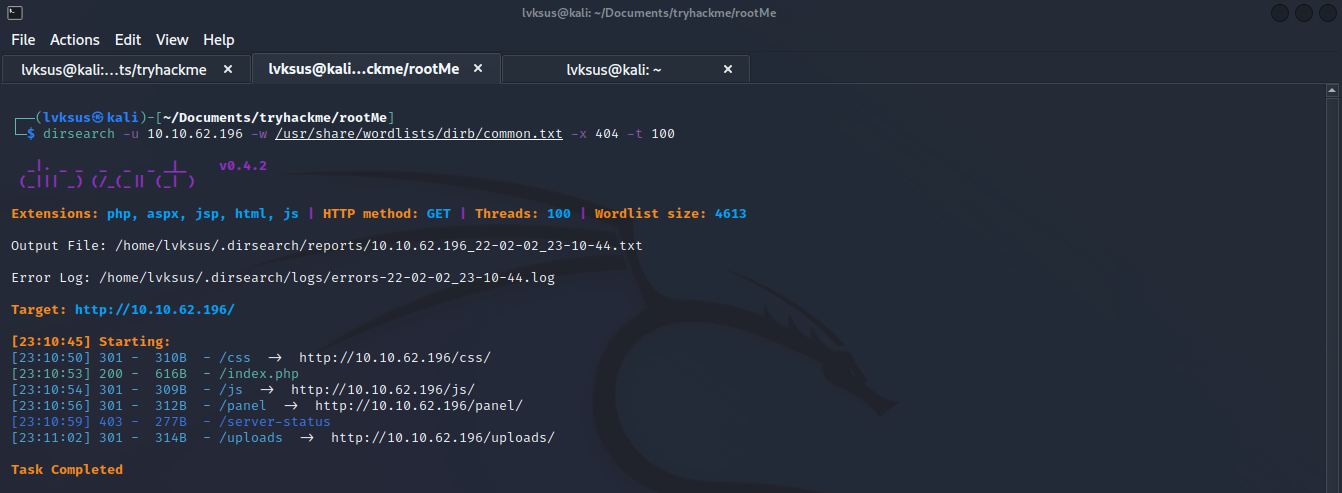 lvksus@kali: ~/Documents/tryhackme/rootMe
File Actions Edit View Help
lvksus@kali:...ts/tryhackme × lvksus@kali...ckme/rootMe × lvksus@kali: ~ ×
┌──(lvksus㉿kali)-[~/Documents/tryhackme/rootMe]
└─$ dirsearch -u 10.10.62.196 -w /usr/share/wordlists/dirb/common.txt -x 404 -t 100
  _|. _ _  _  _  _ _|_    v0.4.2
 (_||| _) (/_(_|| (_| )
Extensions: php, aspx, jsp, html, js | HTTP method: GET | Threads: 100 | Wordlist size: 4613
Output File: /home/lvksus/.dirsearch/reports/10.10.62.196_22-02-02_23-10-44.txt
Error Log: /home/lvksus/.dirsearch/logs/errors-22-02-02_23-10-44.log
Target: http://10.10.62.196/
[23:10:45] Starting:
[23:10:50] 301 -  310B  - /css  ->  http://10.10.62.196/css/
[23:10:53] 200 -  616B  - /index.php
[23:10:54] 301 -  309B  - /js  ->  http://10.10.62.196/js/
[23:10:56] 301 -  312B  - /panel  ->  http://10.10.62.196/panel/
[23:10:59] 403 -  277B  - /server-status
[23:11:02] 301 -  314B  - /uploads  ->  http://10.10.62.196/uploads/
Task Completed